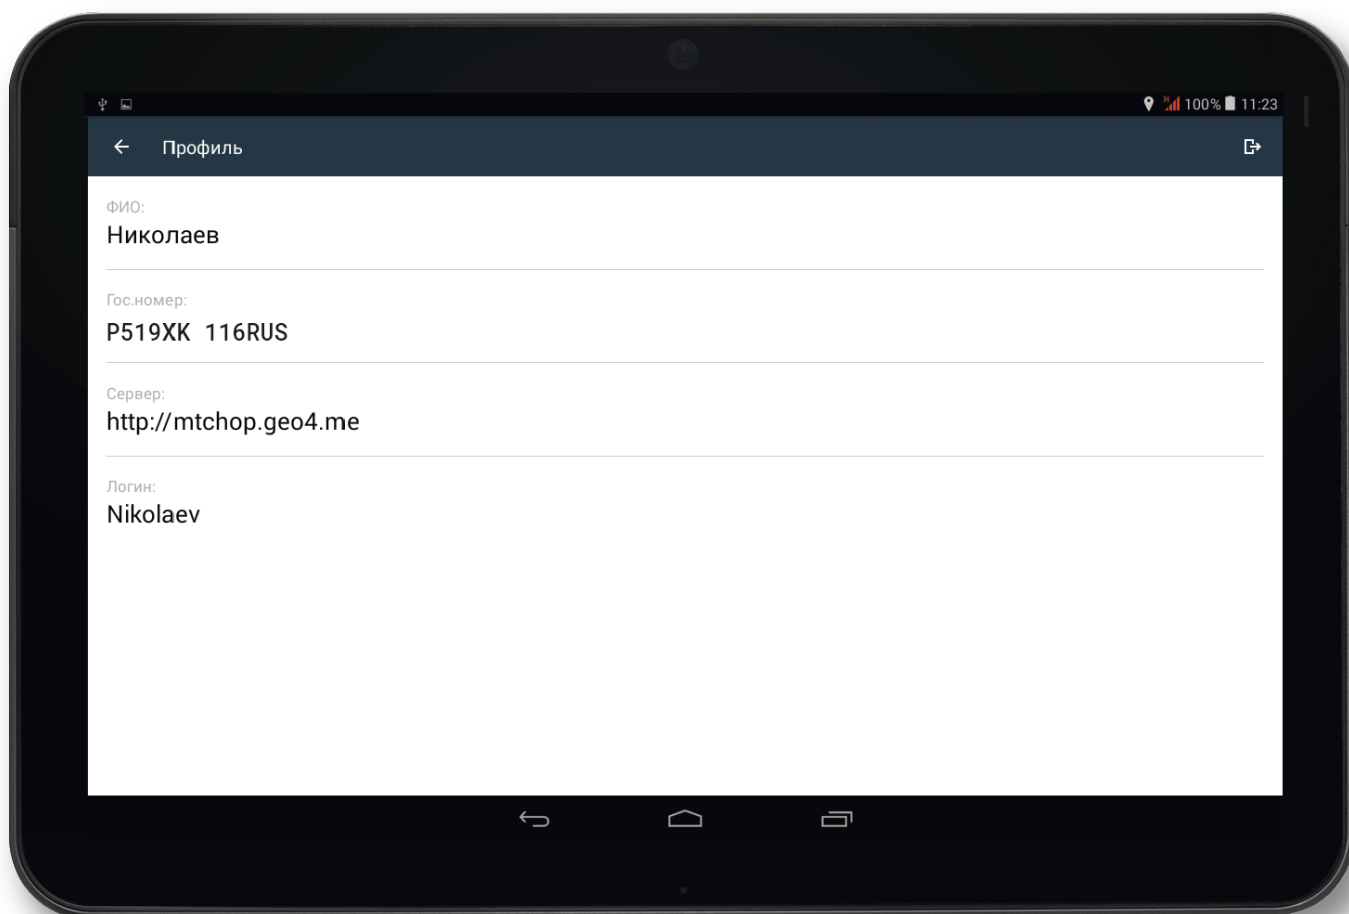 100% 11:23
Профиль
ФИО:
Николаев
Гос.номер:
Р519ХК 116RUS
Сервер:
http://mtchop.geo4.me
Логин:
Nikolaev